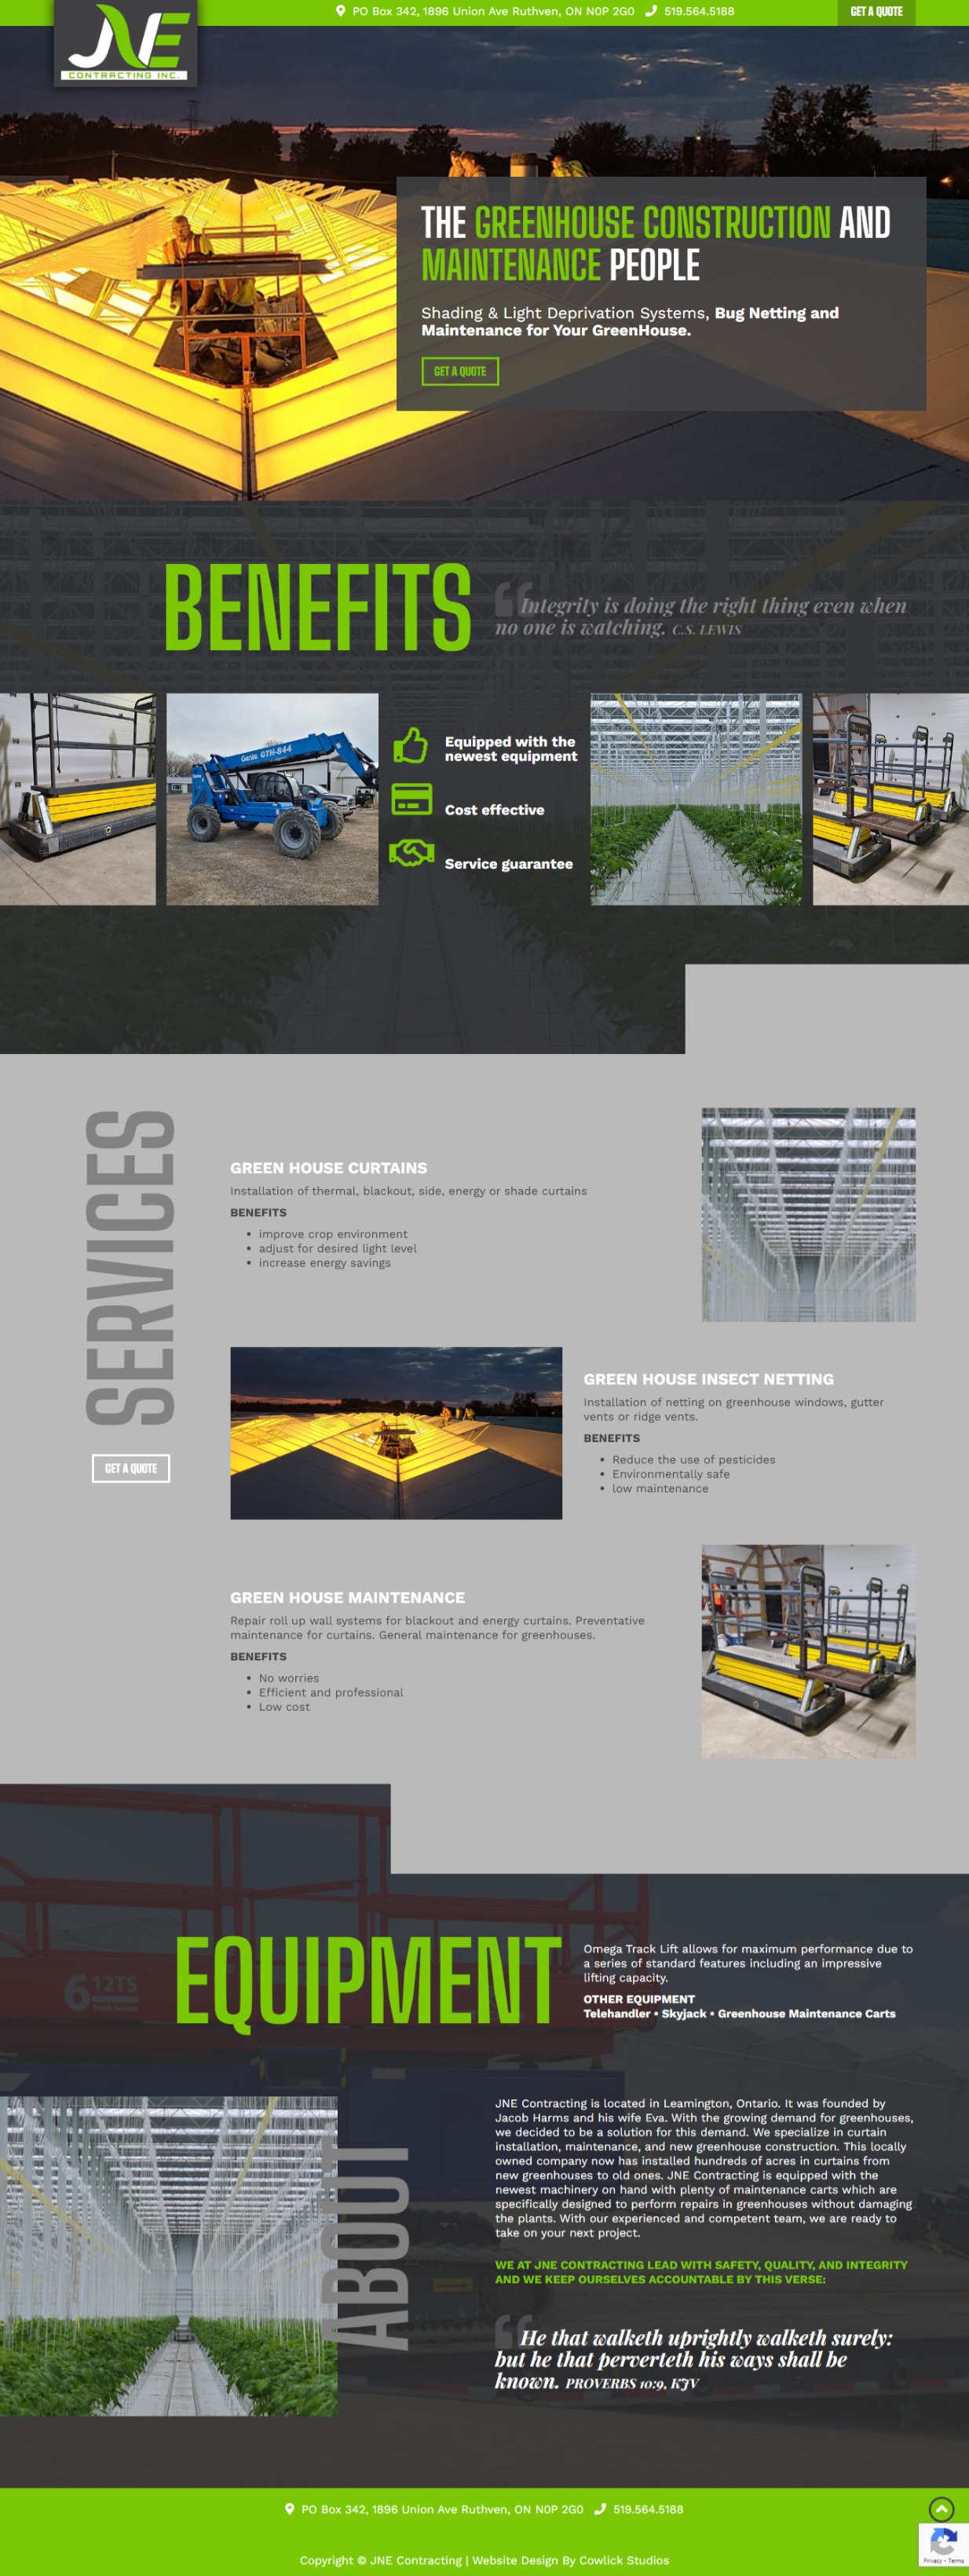 JNE
CONTRACTING INC.
PO Box 342, 1896 Union Ave Ruthven, ON N0P 2G0 519.564.5188
GET A QUOTE
THE GREENHOUSE CONSTRUCTION AND
MAINTENANCE PEOPLE
Shading & Light Deprivation Systems, Bug Netting and
Maintenance for Your GreenHouse.
GET A QUOTE
BENEFITS
Integrity is doing the right thing even when
no one is watching. C.S. LEWIS
Genie GTH-844
Equipped with the
newest equipment
Cost effective
Service guarantee
SERVICES
GET A QUOTE
GREEN HOUSE CURTAINS
Installation of thermal, blackout, side, energy or shade curtains
BENEFITS
• improve crop environment
• adjust for desired light level
• increase energy savings
GREEN HOUSE INSECT NETTING
Installation of netting on greenhouse windows, gutter
vents or ridge vents.
BENEFITS
• Reduce the use of pesticides
• Environmentally safe
• low maintenance
GREEN HOUSE MAINTENANCE
Repair roll up wall systems for blackout and energy curtains. Preventative
maintenance for curtains. General maintenance for greenhouses.
BENEFITS
• No worries
• Efficient and professional
• Low cost
612TS
EQUIPMENT
Omega Track Lift allows for maximum performance due to
a series of standard features including an impressive
lifting capacity.
OTHER EQUIPMENT
Telehandler • Skyjack • Greenhouse Maintenance Carts
ABOUT
JNE Contracting is located in Leamington, Ontario. It was founded by
Jacob Harms and his wife Eva. With the growing demand for greenhouses,
we decided to be a solution for this demand. We specialize in curtain
installation, maintenance, and new greenhouse construction. This locally
owned company now has installed hundreds of acres in curtains from
new greenhouses to old ones. JNE Contracting is equipped with the
newest machinery on hand with plenty of maintenance carts which are
specifically designed to perform repairs in greenhouses without damaging
the plants. With our experienced and competent team, we are ready to
take on your next project.
WE AT JNE CONTRACTING LEAD WITH SAFETY, QUALITY, AND INTEGRITY
AND WE KEEP OURSELVES ACCOUNTABLE BY THIS VERSE:
He that walketh uprightly walketh surely:
but he that perverteth his ways shall be
known. PROVERBS 10:9, KJV
PO Box 342, 1896 Union Ave Ruthven, ON N0P 2G0 519.564.5188
Copyright © JNE Contracting | Website Design By Cowlick Studios
Privacy - Terms